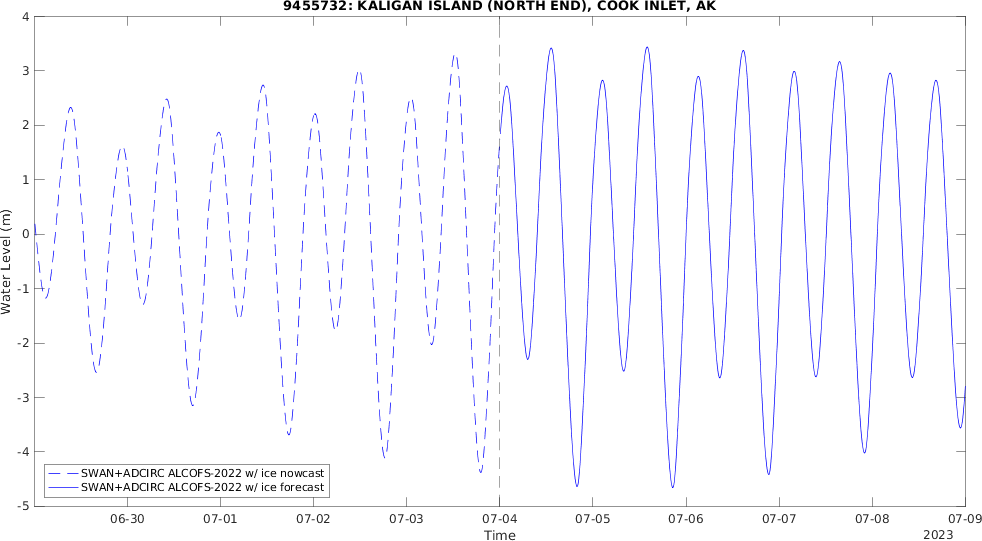 9455732: KALIGAN ISLAND (NORTH END), COOK INLET, AK
4
3
2
1
0
-1
-2
-3
-4
-5
Water Level (m)
SWAN+ADCIRC ALCOFS-2022 w/ ice nowcast
SWAN+ADCIRC ALCOFS-2022 w/ ice forecast
06-30 07-01 07-02 07-03 07-04 07-05 07-06 07-07 07-08 07-09
Time
2023